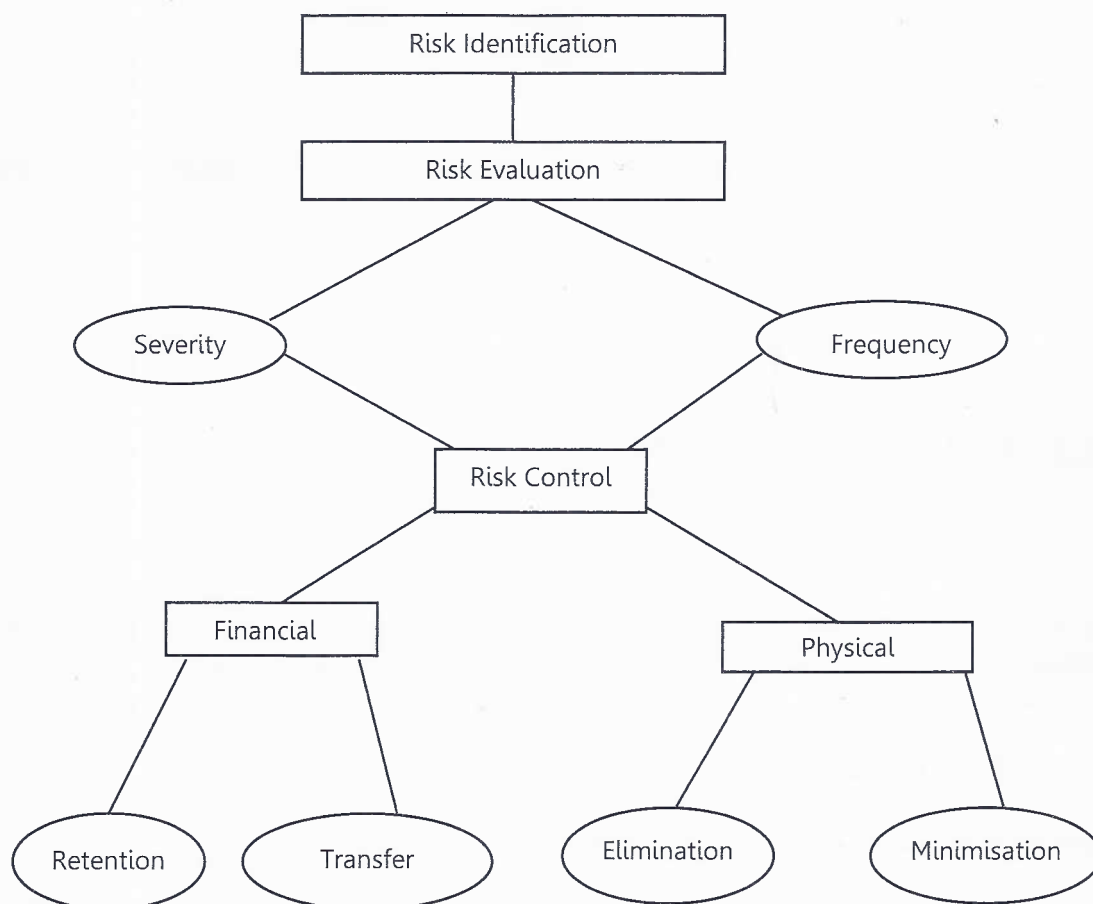 Risk Identification
Risk Evaluation
Severity
Frequency
Risk Control
Financial
Physical
Retention
Transfer
Elimination
Minimisation